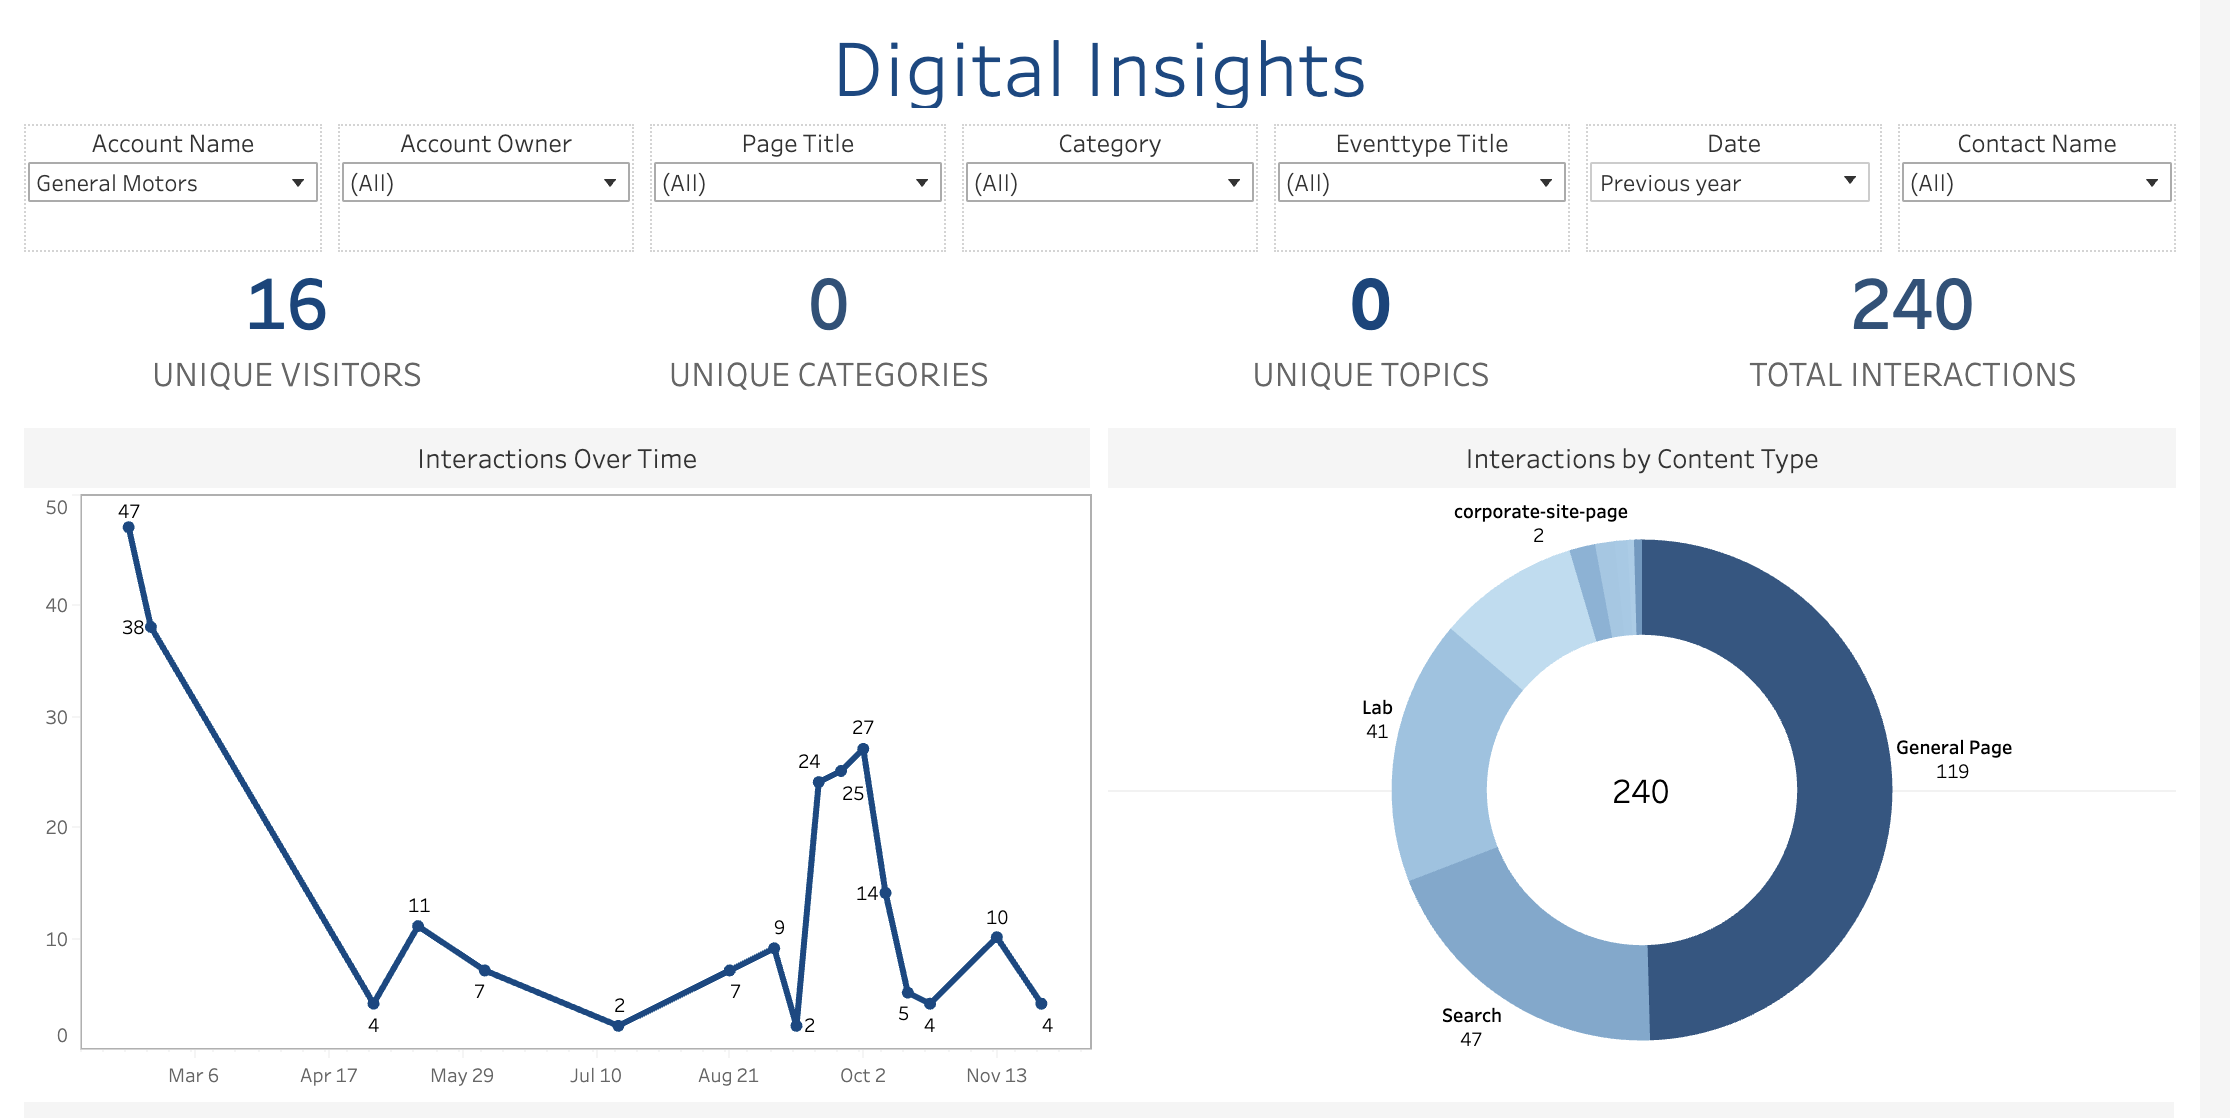 Digital Insights
Account Name
Account Owner
Page Title
Category
Eventtype Title
Date
Contact Name
General Motors
(All)
(All)
(All)
(All)
Previous year
(All)
16
0
0
240
UNIQUE VISITORS
UNIQUE CATEGORIES
UNIQUE TOPICS
TOTAL INTERACTIONS
Interactions Over Time
50
40
30
20
10
0
47
38
4
11
7
2
7
9
2
24
25
27
14
5
4
10
4
Mar 6
Apr 17
May 29
Jul 10
Aug 21
Oct 2
Nov 13
Interactions by Content Type
corporate-site-page
2
Lab
41
General Page
119
240
Search
47